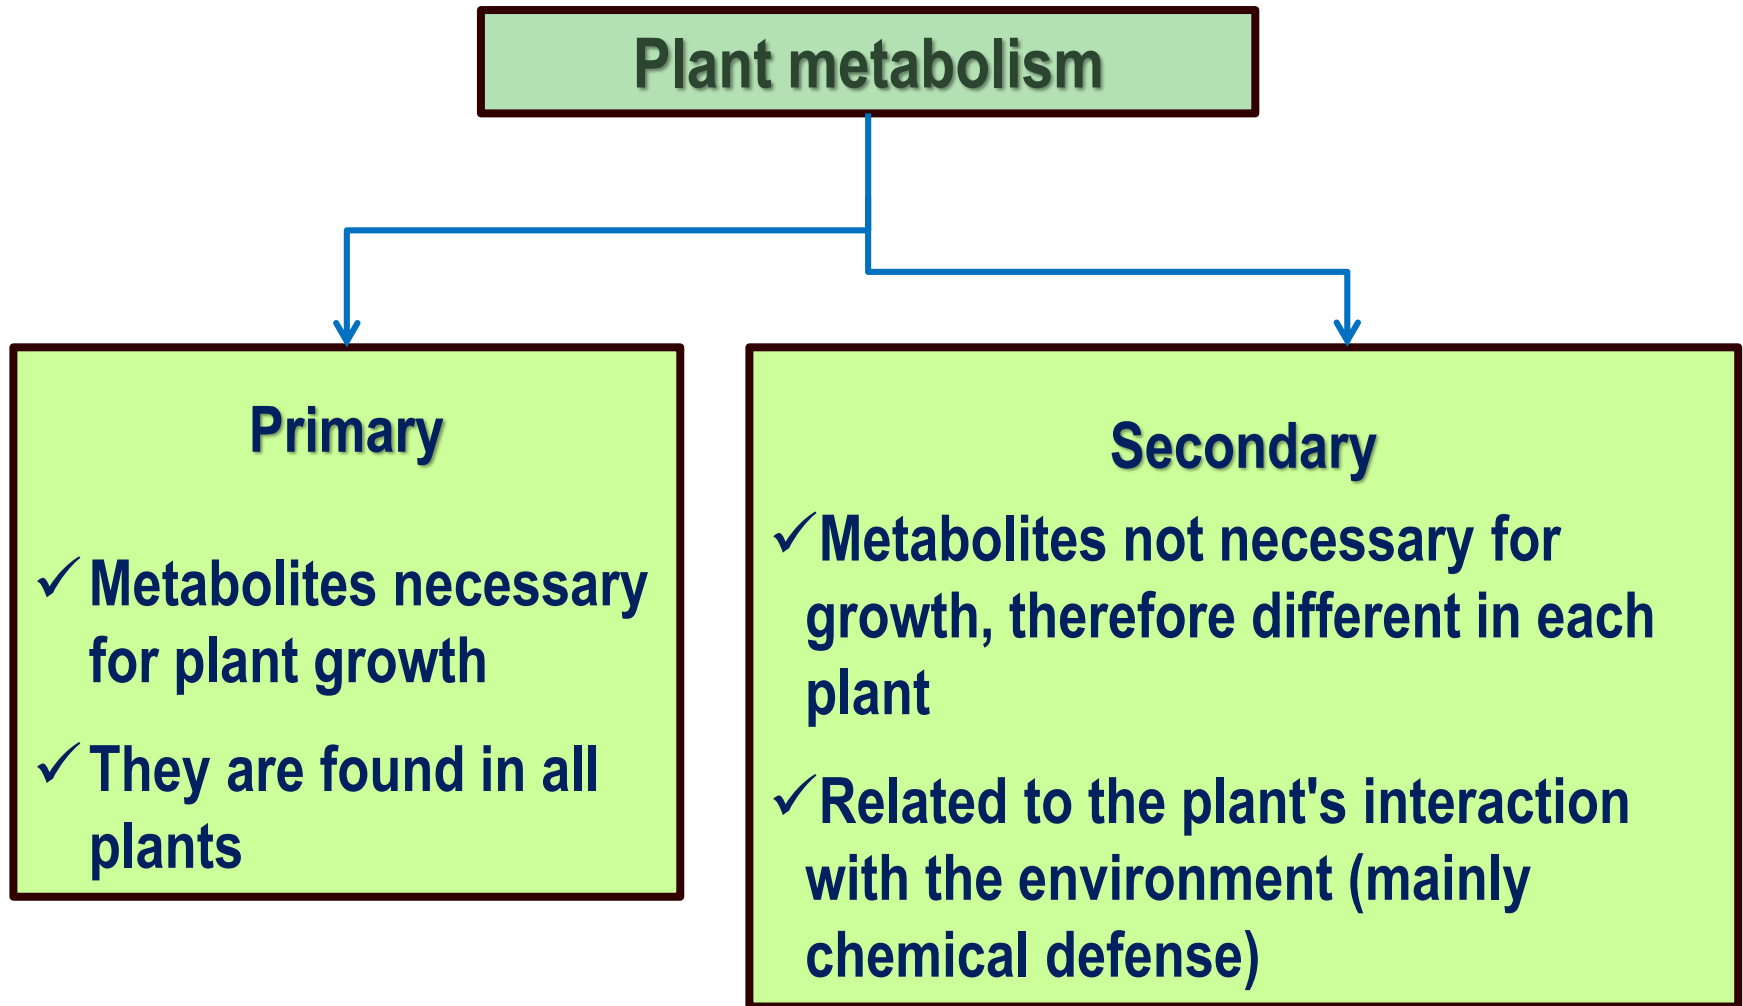 Plant metabolism
Primary
✓ Metabolites necessary
for plant growth
✓ They are found in all
plants
Secondary
✓Metabolites not necessary for
growth, therefore different in each
plant
✓Related to the plant's interaction
with the environment (mainly
chemical defense)